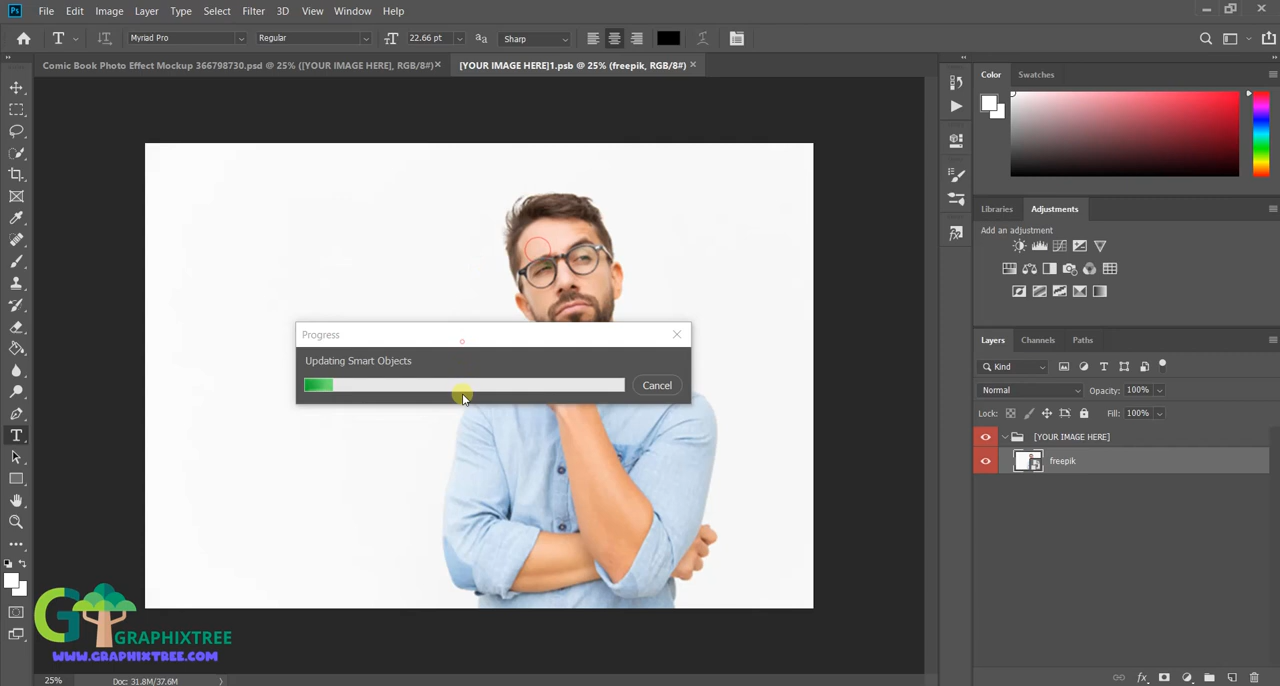 Ps File Edit Image Layer Type Select Filter 3D View Window Help
T Myriad Pro Regular 22.66 pt Sharp
Comic Book Photo Effect Mockup 366798730.psd @ 25% ([YOUR IMAGE HERE], RGB/8#) × [YOUR IMAGE HERE]1.psb @ 25% (freepik, RGB/8#) ×
Color Swatches
Libraries Adjustments
Add an adjustment
Progress
Updating Smart Objects
Cancel
Layers Channels Paths
Kind
Normal Opacity: 100%
Lock: Fill: 100%
[YOUR IMAGE HERE]
freepik
GT GRAPHIXTREE
WWW.GRAPHIXTREE.COM
25% Doc: 31.8M/37.6M